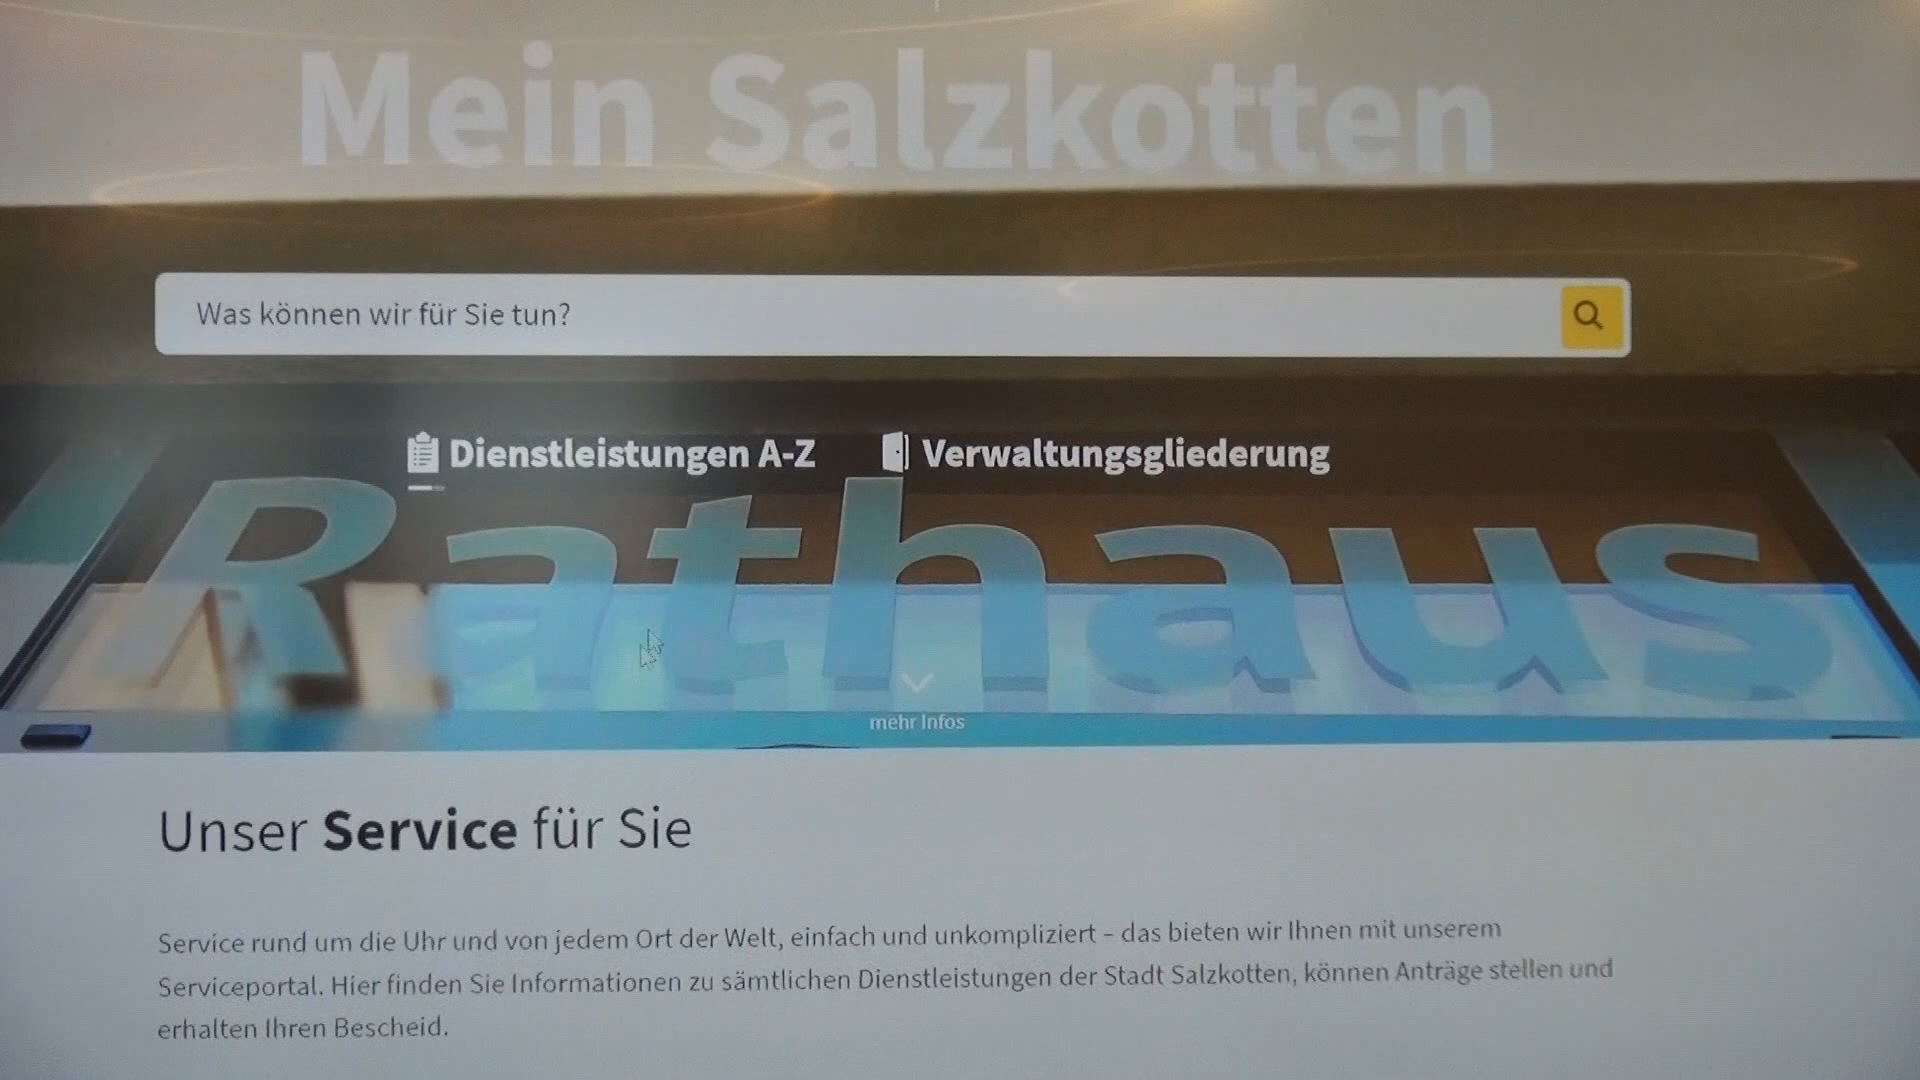 Mein Salzkotten
Was können wir für Sie tun?
Dienstleistungen A-Z
Verwaltungsgliederung
Rathaus
mehr Infos
Unser Service für Sie
Service rund um die Uhr und von jedem Ort der Welt, einfach und unkompliziert – das bieten wir Ihnen mit unserem
Serviceportal. Hier finden Sie Informationen zu sämtlichen Dienstleistungen der Stadt Salzkotten, können Anträge stellen und
erhalten Ihren Bescheid.